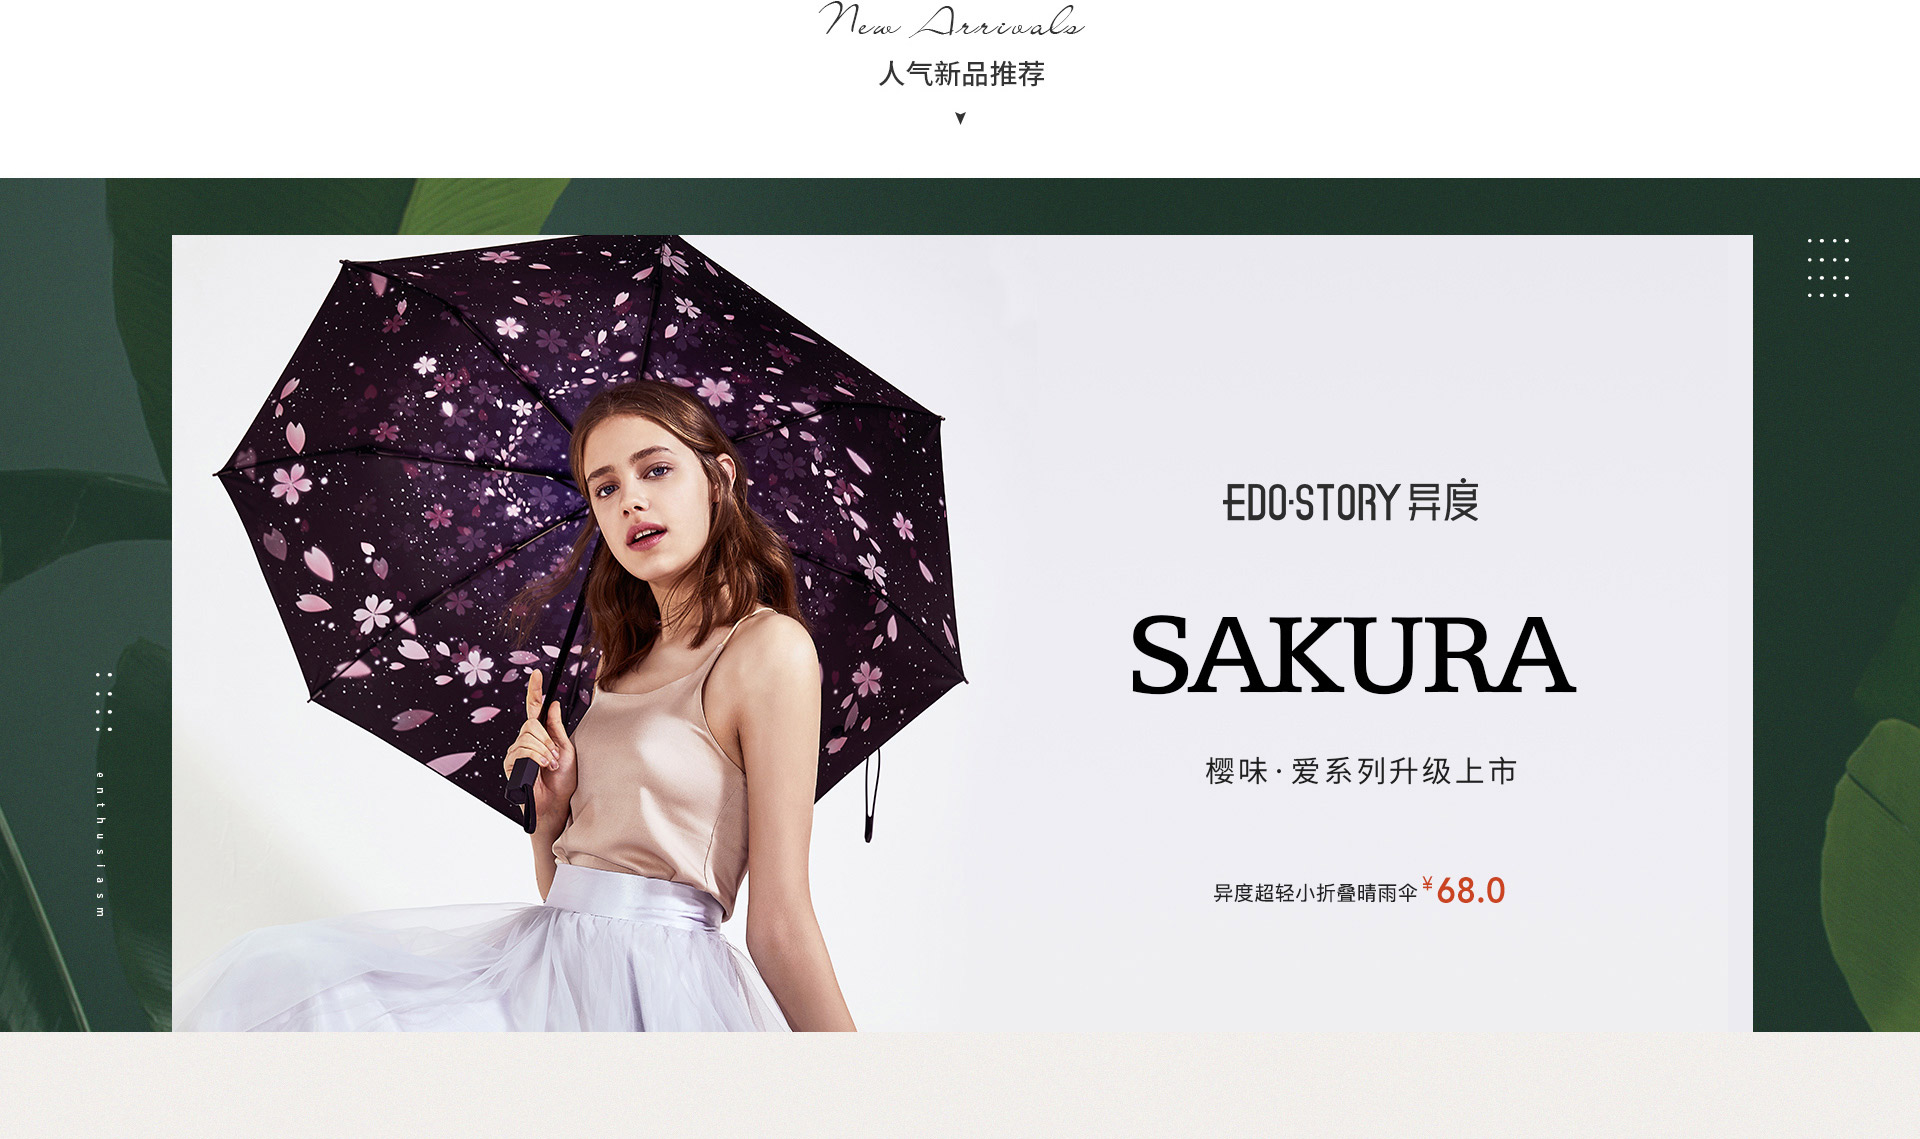 New Arrivals
人气新品推荐
EDO·STORY 异度
SAKURA
樱味·爱系列升级上市
异度超轻小折叠晴雨伞 ¥68.0
enthusiasm